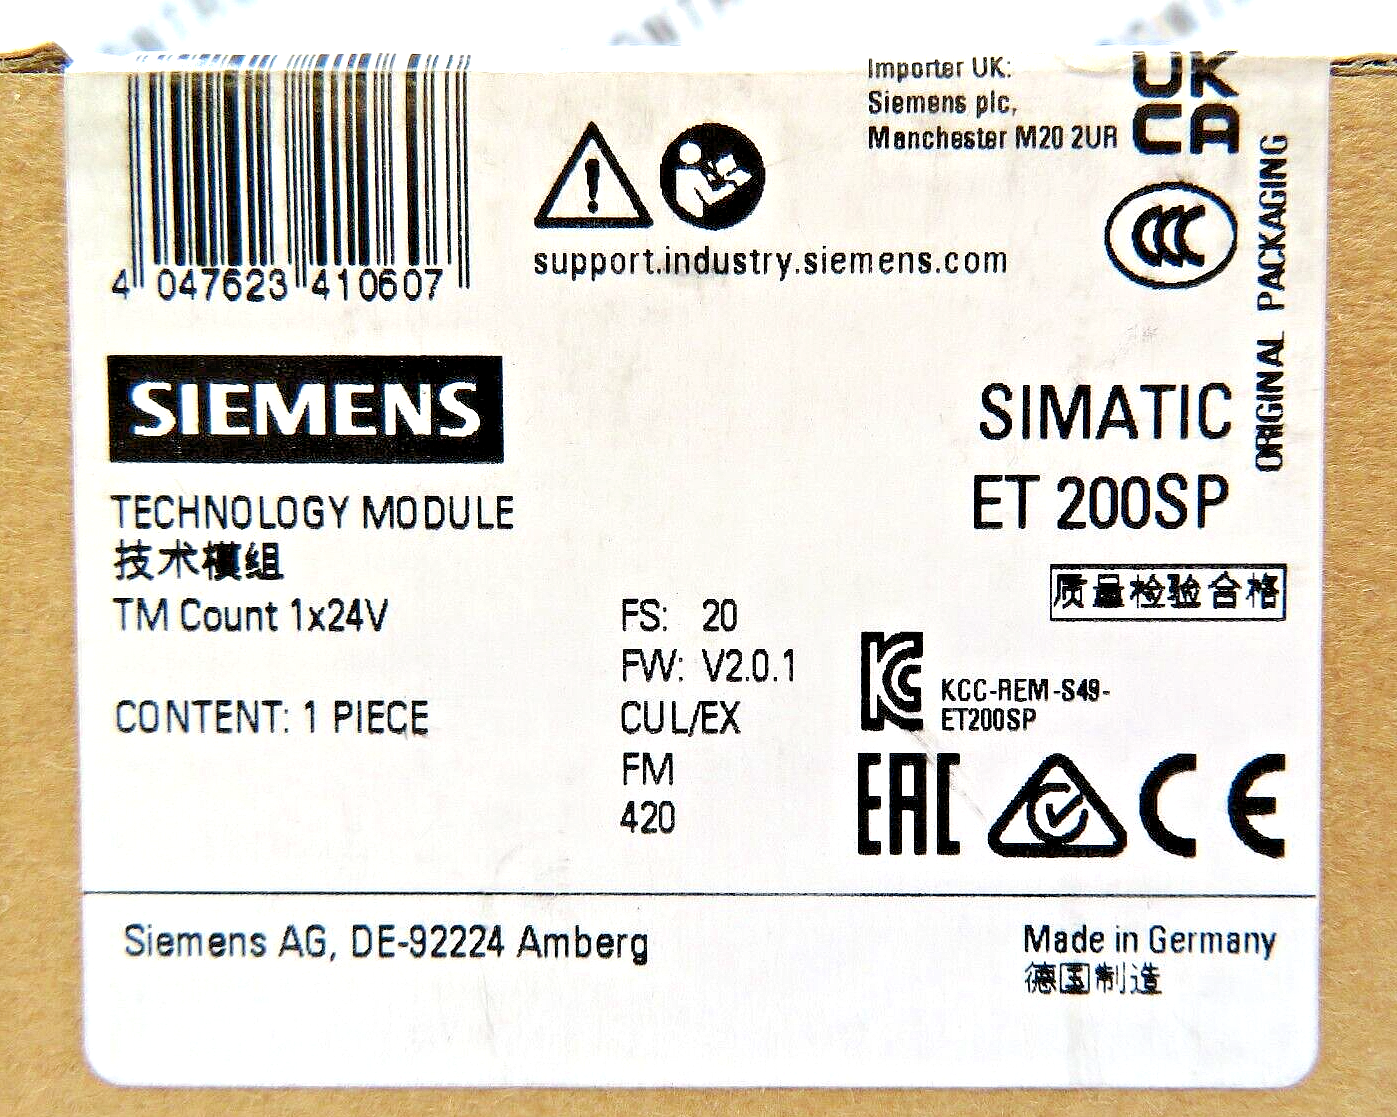 Importer UK:
Siemens plc,
Manchester M20 2UR
UK
CA
4 047623 410607
support.industry.siemens.com
CCC
ORIGINAL PACKAGING
SIEMENS
SIMATIC
ET 200SP
TECHNOLOGY MODULE
技术模组
TM Count 1x24V
CONTENT: 1 PIECE
FS: 20
FW: V2.0.1
CUL/EX
FM
420
质量检验合格
KC
KCC-REM-S49-
ET200SP
EAC
CE
Siemens AG, DE-92224 Amberg
Made in Germany
德国制造